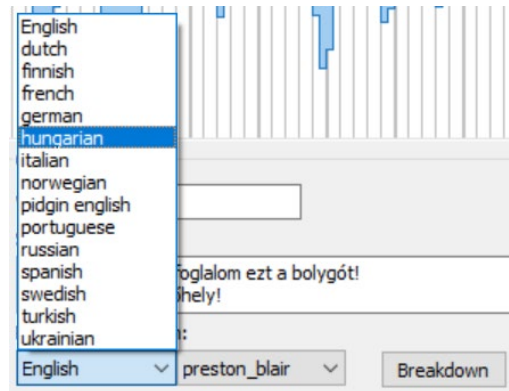 English
dutch
finnish
french
german
hungarian
italian
norwegian
pidgin english
portuguese
russian
spanish
swedish
turkish
ukrainian
foglalom ezt a bolygót!
English preston_blair Breakdown